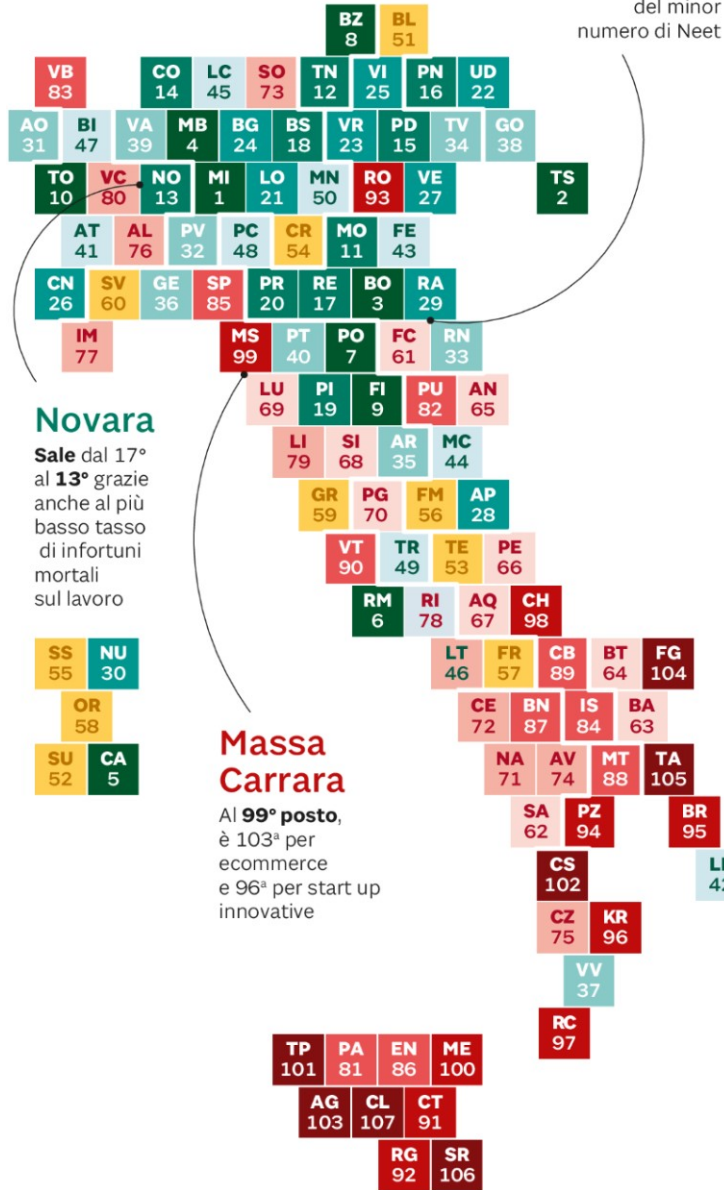 del minor
numero di Neet
BZ BL
8 51
VB CO LC SO TN VI PN UD
83 14 45 73 12 25 16 22
AO BI VA MB BG BS VR PD TV GO
31 47 39 4 24 18 23 15 34 38
TO VC NO MI LO MN RO VE TS
10 80 13 1 21 50 93 27 2
AT AL PV PC CR MO FE
41 76 32 48 54 11 43
CN SV GE SP PR RE BO RA
26 60 36 85 20 17 3 29
IM MS PT PO FC RN
77 99 40 7 61 33
LU PI FI PU AN
69 19 9 82 65
LI SI AR MC
79 68 35 44
GR PG FM AP
59 70 56 28
VT TR TE PE
90 49 53 66
RM RI AQ CH
6 78 67 98
Novara
Sale dal 17°
al 13° grazie
anche al più
basso tasso
di infortuni
mortali
sul lavoro
SS NU LT FR CB BT FG
55 30 46 57 89 64 104
OR CE BN IS BA
58 72 87 84 63
SU CA NA AV MT TA
52 5 71 74 88 105
Massa
Carrara
Al 99° posto,
è 103ª per
ecommerce
e 96ª per start up
innovative
SA PZ BR
62 94 95
CS
102 42
CZ KR
75 96
VV
37
RC
97
TP PA EN ME
101 81 86 100
AG CL CT
103 107 91
RG SR
92 106